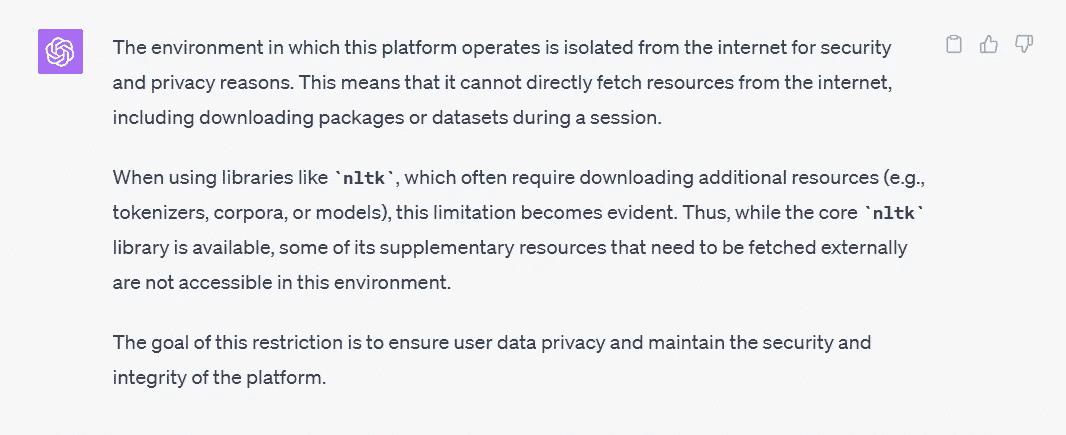 The environment in which this platform operates is isolated from the internet for security
and privacy reasons. This means that it cannot directly fetch resources from the internet,
including downloading packages or datasets during a session.
When using libraries like `nltk`, which often require downloading additional resources (e.g.,
tokenizers, corpora, or models), this limitation becomes evident. Thus, while the core `nltk`
library is available, some of its supplementary resources that need to be fetched externally
are not accessible in this environment.
The goal of this restriction is to ensure user data privacy and maintain the security and
integrity of the platform.